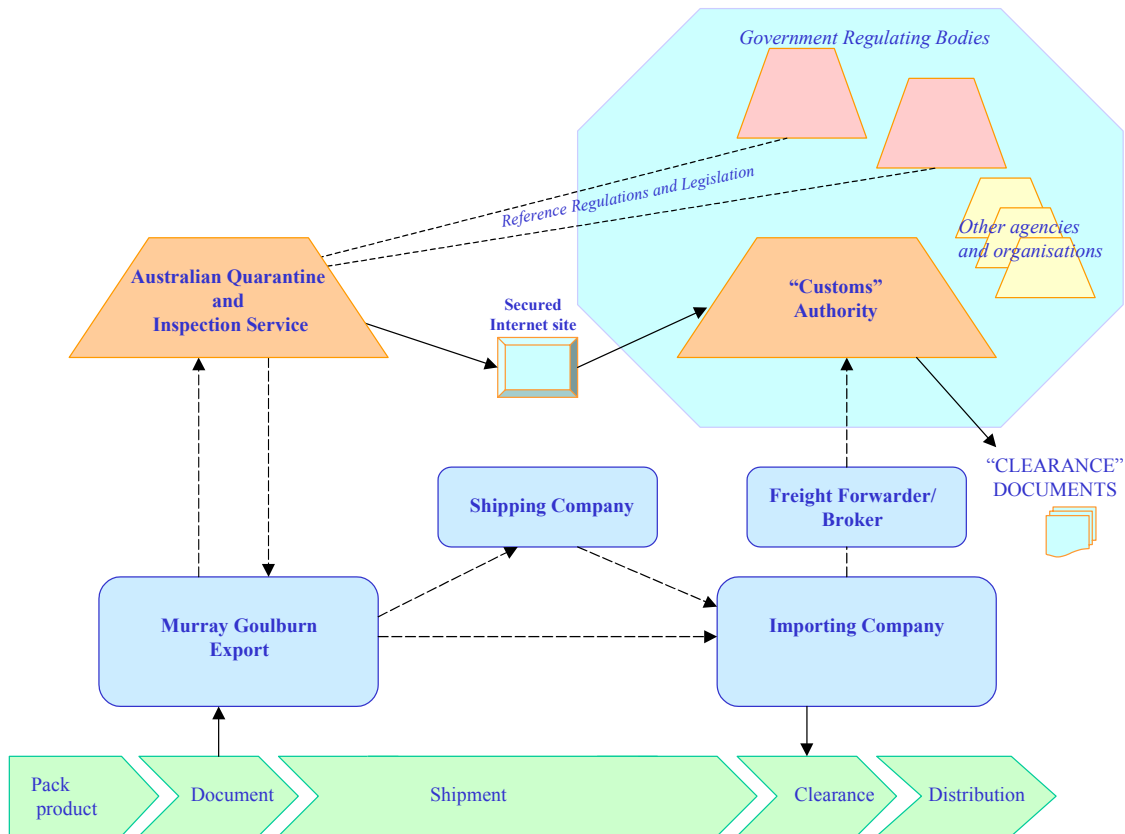 Government Regulating Bodies
Reference Regulations and Legislation
Other agencies
and organisations
Australian Quarantine
and
Inspection Service
Secured
Internet site
“Customs”
Authority
“CLEARANCE”
DOCUMENTS
Shipping Company
Freight Forwarder/
Broker
Murray Goulburn
Export
Importing Company
Pack
product
Document
Shipment
Clearance
Distribution